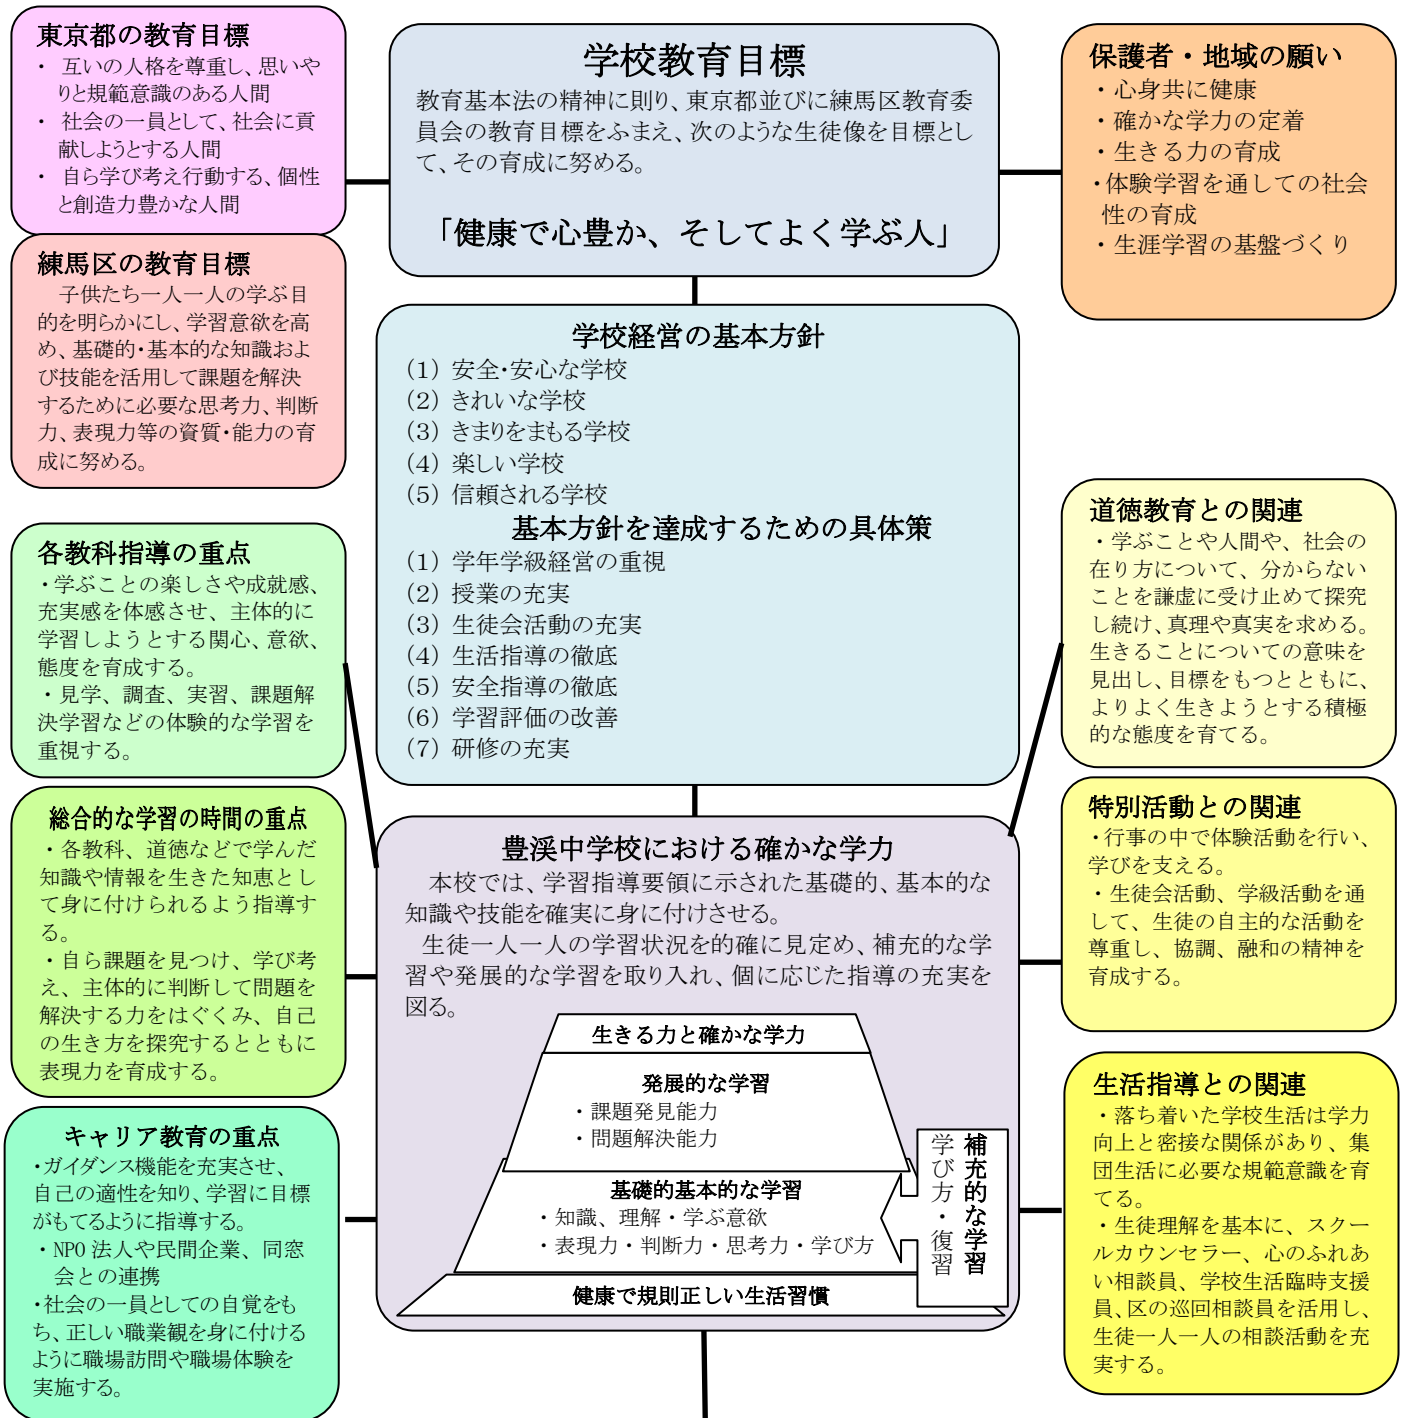 東京都の教育目標
・ 互いの人格を尊重し、思いや
りと規範意識のある人間
・ 社会の一員として、社会に貢
献しようとする人間
・ 自ら学び考え行動する、個性
と創造力豊かな人間
練馬区の教育目標
子供たち一人一人の学ぶ目
的を明らかにし、学習意欲を高
め、基礎的・基本的な知識およ
び技能を活用して課題を解決
するために必要な思考力、判断
力、表現力等の資質・能力の育
成に努める。
学校教育目標
教育基本法の精神に則り、東京都並びに練馬区教育委
員会の教育目標をふまえ、次のような生徒像を目標とし
て、その育成に努める。
「健康で心豊か、そしてよく学ぶ人」
保護者・地域の願い
・心身共に健康
・確かな学力の定着
・生きる力の育成
・体験学習を通しての社会
性の育成
・生涯学習の基盤づくり
学校経営の基本方針
(1) 安全・安心な学校
(2) きれいな学校
(3) きまりをまもる学校
(4) 楽しい学校
(5) 信頼される学校
基本方針を達成するための具体策
(1) 学年学級経営の重視
(2) 授業の充実
(3) 生徒会活動の充実
(4) 生活指導の徹底
(5) 安全指導の徹底
(6) 学習評価の改善
(7) 研修の充実
各教科指導の重点
・学ぶことの楽しさや成就感、
充実感を体感させ、主体的に
学習しようとする関心、意欲、
態度を育成する。
・見学、調査、実習、課題解
決学習などの体験的な学習を
重視する。
総合的な学習の時間の重点
・各教科、道徳などで学んだ
知識や情報を生きた知恵とし
て身に付けられるよう指導す
る。
・自ら課題を見つけ、学び考
え、主体的に判断して問題を
解決する力をはぐくみ、自己
の生き方を探究するとともに
表現力を育成する。
キャリア教育の重点
・ガイダンス機能を充実させ、
自己の適性を知り、学習に目標
がもてるように指導する。
・NPO 法人や民間企業、同窓
会との連携
・社会の一員としての自覚をも
ち、正しい職業観を身に付ける
ように職場訪問や職場体験を
実施する。
豊渓中学校における確かな学力
本校では、学習指導要領に示された基礎的、基本的な
知識や技能を確実に身に付けさせる。
生徒一人一人の学習状況を的確に見定め、補充的な学
習や発展的な学習を取り入れ、個に応じた指導の充実を
図る。
生きる力と確かな学力
発展的な学習
・課題発見能力
・問題解決能力
基礎的基本的な学習
・知識、理解・学ぶ意欲
・表現力・判断力・思考力・学び方
健康で規則正しい生活習慣
補充的な学習
学び方・復習
道徳教育との関連
・学ぶことや人間や、社会の
在り方について、分からない
ことを謙虚に受け止めて探究
し続け、真理や真実を求める。
生きることについての意味を
見出し、目標をもつとともに、
よりよく生きようとする積極
的な態度を育てる。
特別活動との関連
・行事の中で体験活動を行い、
学びを支える。
・生徒会活動、学級活動を通
して、生徒の自主的な活動を
尊重し、協調、融和の精神を
育成する。
生活指導との関連
・落ち着いた学校生活は学力
向上と密接な関係があり、集
団生活に必要な規範意識を育
てる。
・生徒理解を基本に、スクー
ルカウンセラー、心のふれあ
い相談員、学校生活臨時支援
員、区の巡回相談員を活用し、
生徒一人一人の相談活動を充
実する。